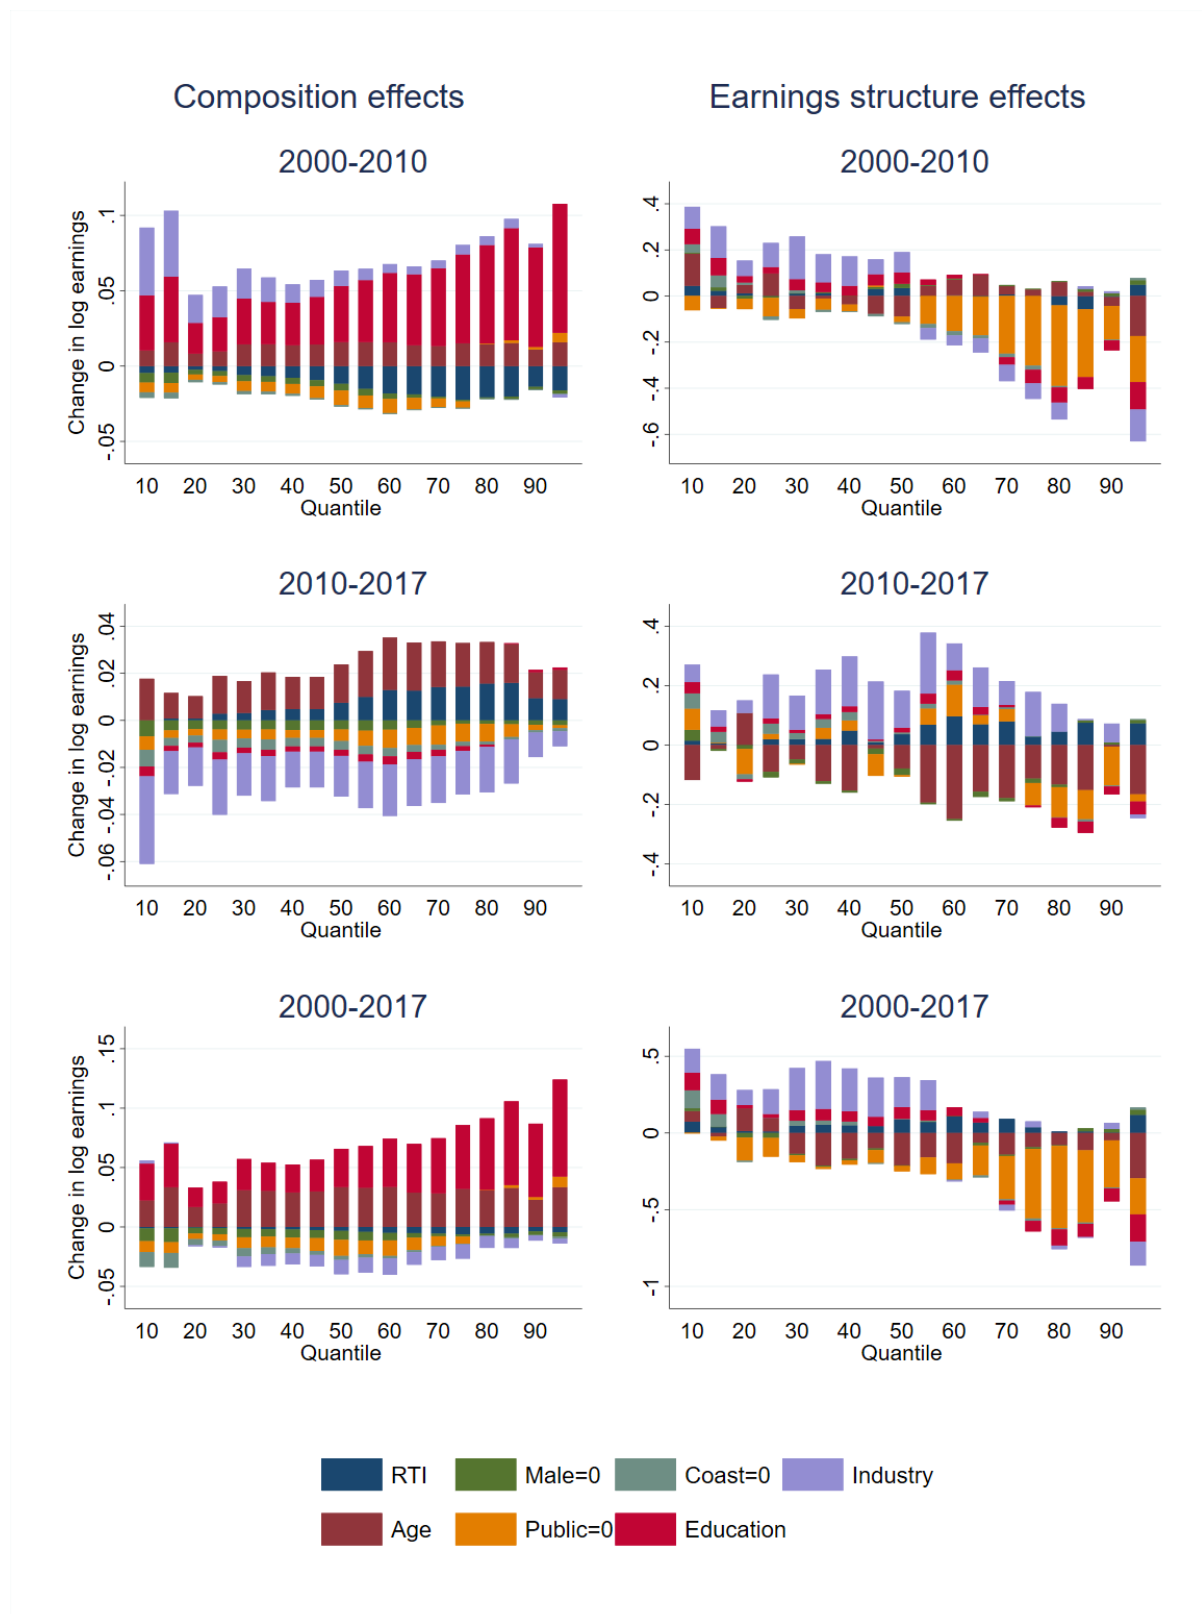 Composition effects
Earnings structure effects
2000-2010
2000-2010
Change in log earnings
.1
.05
0
-.05
10 20 30 40 50 60 70 80 90
Quantile
.4
.2
0
-.2
-.4
-.6
10 20 30 40 50 60 70 80 90
Quantile
2010-2017
2010-2017
Change in log earnings
.04
.02
0
-.02
-.04
-.06
10 20 30 40 50 60 70 80 90
Quantile
.4
.2
0
-.2
-.4
10 20 30 40 50 60 70 80 90
Quantile
2000-2017
2000-2017
Change in log earnings
.15
.1
.05
0
-.05
10 20 30 40 50 60 70 80 90
Quantile
.5
0
-.5
-1
10 20 30 40 50 60 70 80 90
Quantile
RTI Male=0 Coast=0 Industry
Age Public=0 Education